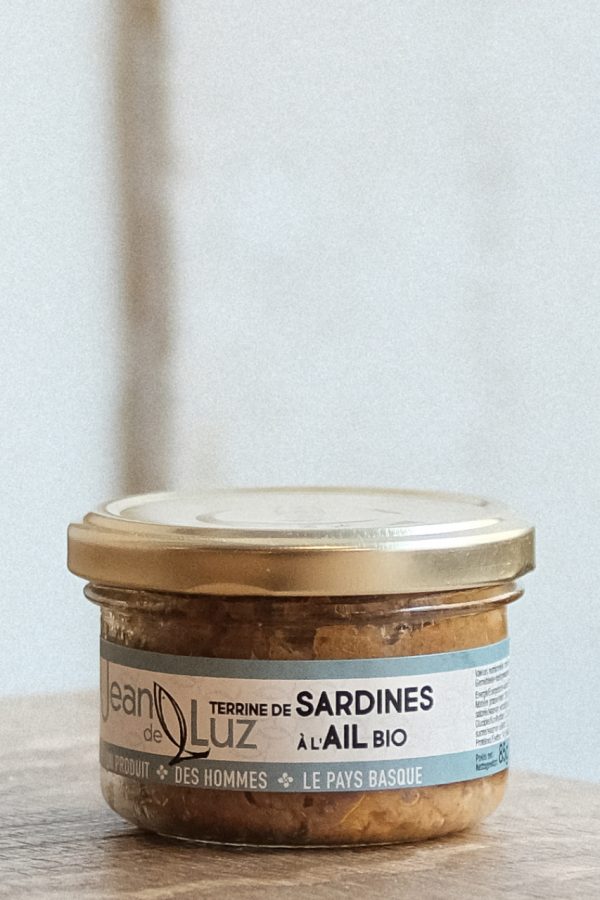 Jean
de Luz
TERRINE DE SARDINES
À L'AIL BIO
PRODUIT ✤ DES HOMMES ✤ LE PAYS BASQUE